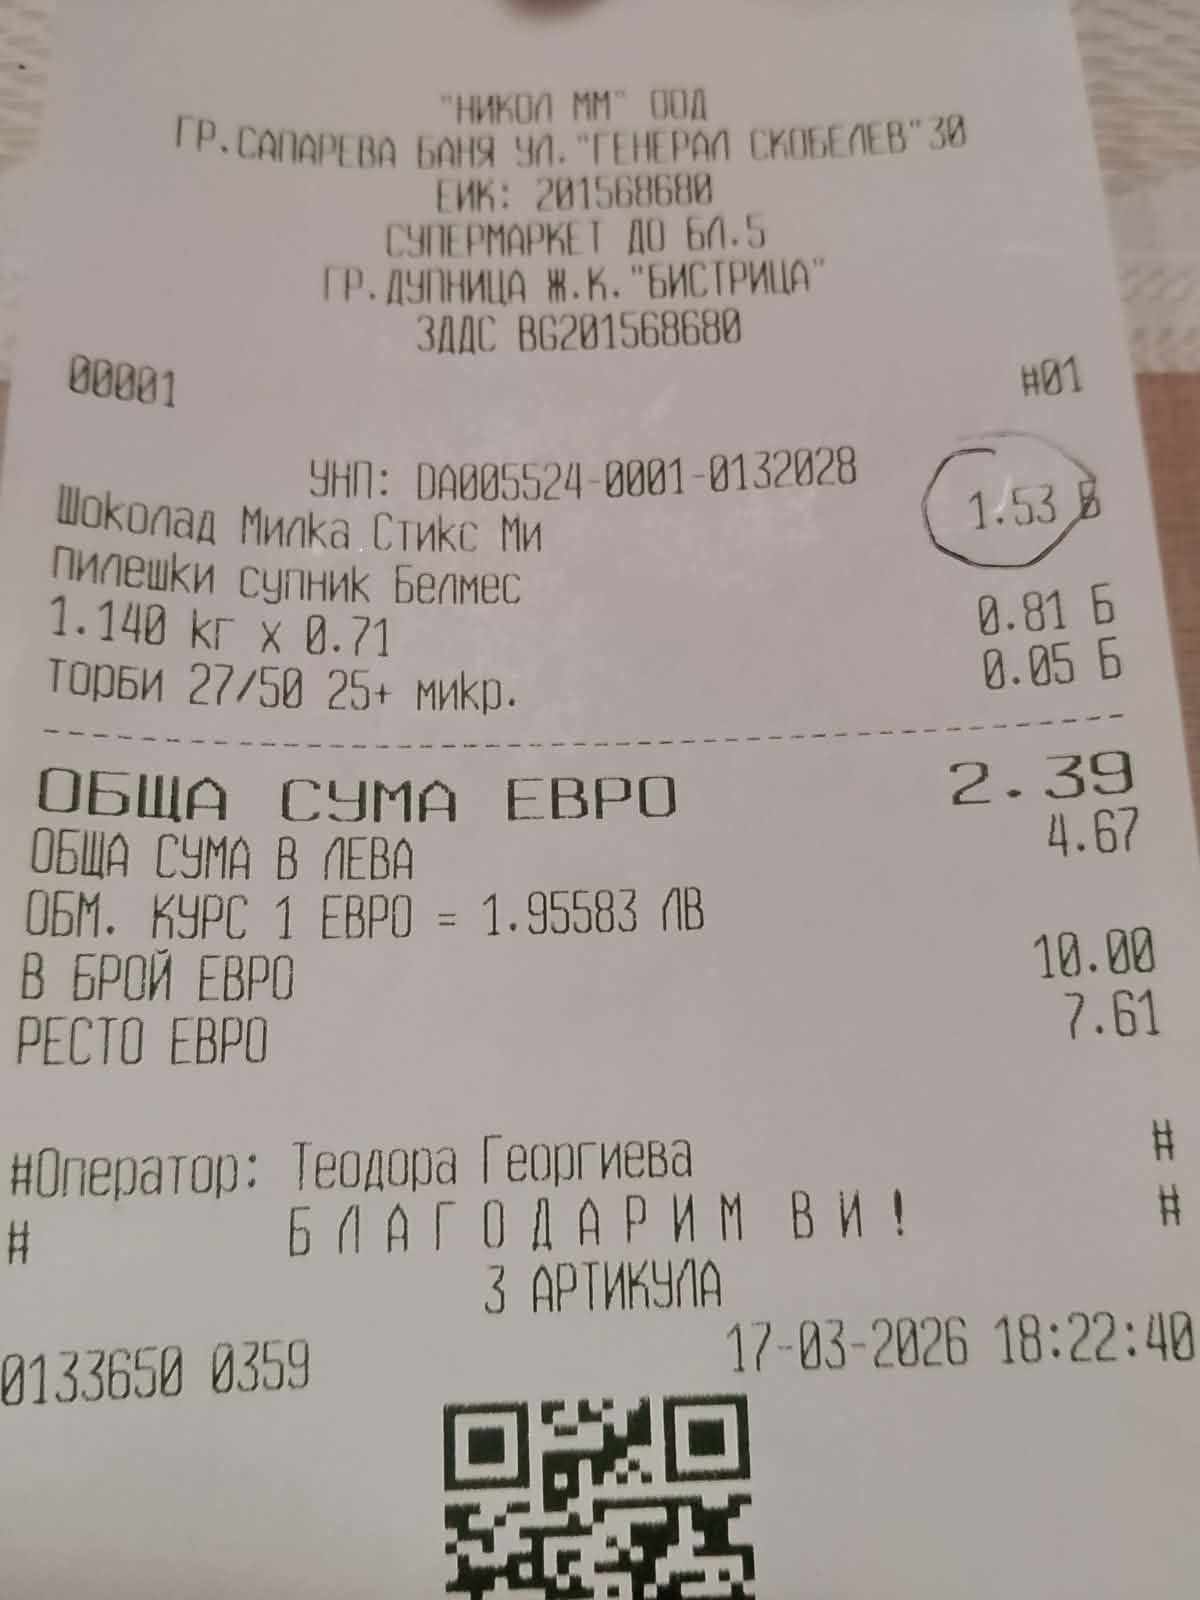 "НИКОЛ ММ" ООД
ГР.САПАРЕВА БАНЯ УЛ."ГЕНЕРАЛ СКОБЕЛЕВ"30
ЕИК: 201568680
СУПЕРМАРКЕТ ДО БЛ.5
ГР.ДУПНИЦА Ж.К."БИСТРИЦА"
ЗДДС BG201568680
00001 #01
УНП: DA005524-0001-0132028
Шоколад Милка Стикс Ми 1.53 Б
пилешки супник Белмес
1.140 кг x 0.71 0.81 Б
торби 27/50 25+ микр. 0.05 Б
ОБЩА СУМА ЕВРО 2.39
ОБЩА СУМА В ЛЕВА 4.67
ОБМ. КУРС 1 ЕВРО = 1.95583 ЛВ
В БРОЙ ЕВРО 10.00
РЕСТО ЕВРО 7.61
#Оператор: Теодора Георгиева #
# БЛАГОДАРИМ ВИ! #
3 АРТИКУЛА
0133650 0359 17-03-2026 18:22:40